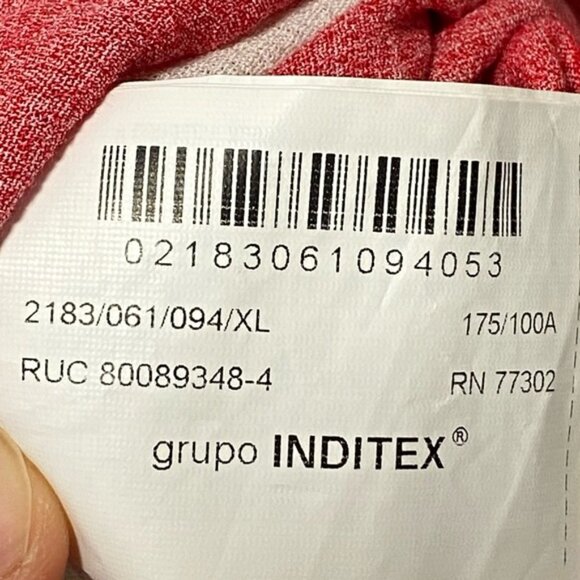 02183061094053
2183/061/094/XL 175/100A
RUC 80089348-4 RN 77302
grupo INDITEX®